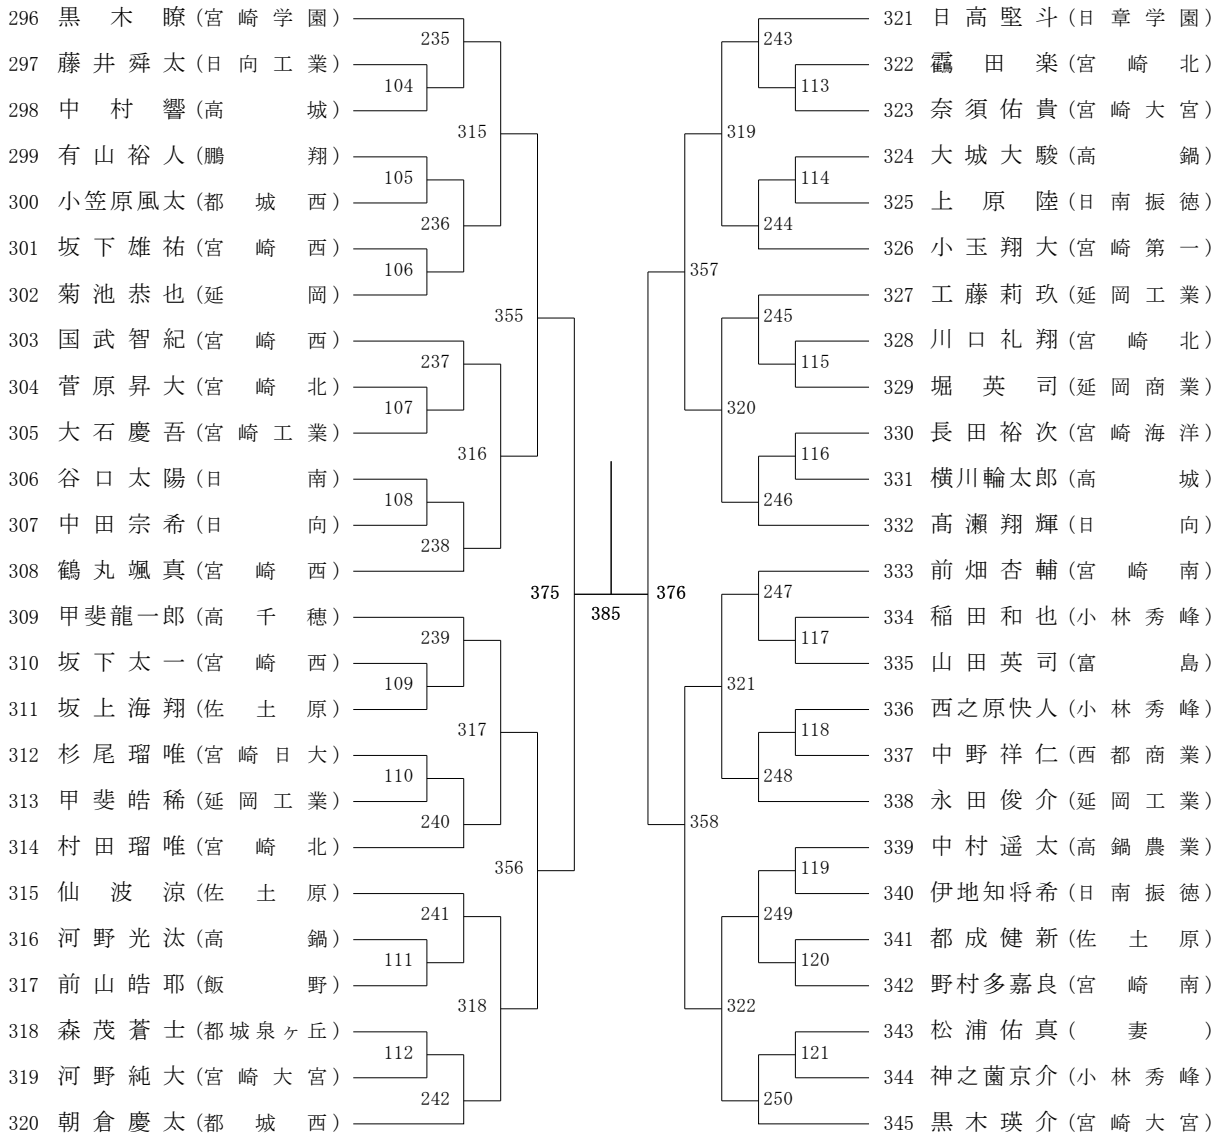 296 黒木瞭(宮崎学園)
297 藤井舜太(日向工業)
298 中村響(高城)
299 有山裕人(鵬翔)
300 小笠原風太(都城西)
301 坂下雄祐(宮崎西)
302 菊池恭也(延岡)
303 国武智紀(宮崎西)
304 菅原昇大(宮崎北)
305 大石慶吾(宮崎工業)
306 谷口太陽(日南)
307 中田宗希(日向)
308 鶴丸颯真(宮崎西)
309 甲斐龍一郎(高千穂)
310 坂下太一(宮崎西)
311 坂上海翔(佐土原)
312 杉尾瑠唯(宮崎日大)
313 甲斐皓稀(延岡工業)
314 村田瑠唯(宮崎北)
315 仙波涼(佐土原)
316 河野光汰(高鍋)
317 前山皓耶(飯野)
318 森茂蒼士(都城泉ヶ丘)
319 河野純大(宮崎大宮)
320 朝倉慶太(都城西)
235
104
315
105
236
106
355
237
107
316
108
238
375
239
109
317
110
240
356
241
111
318
112
242
385
376
243
113
319
114
244
357
245
115
320
116
246
247
117
321
118
248
358
119
249
120
322
121
250
321 日高堅斗(日章学園)
322 靍田楽(宮崎北)
323 奈須佑貴(宮崎大宮)
324 大城大駿(高鍋)
325 上原陸(日南振徳)
326 小玉翔大(宮崎第一)
327 工藤莉玖(延岡工業)
328 川口礼翔(宮崎北)
329 堀英司(延岡商業)
330 長田裕次(宮崎海洋)
331 横川輪太郎(高城)
332 髙瀬翔輝(日向)
333 前畑杏輔(宮崎南)
334 稲田和也(小林秀峰)
335 山田英司(富島)
336 西之原快人(小林秀峰)
337 中野祥仁(西都商業)
338 永田俊介(延岡工業)
339 中村遥太(高鍋農業)
340 伊地知将希(日南振徳)
341 都成健新(佐土原)
342 野村多嘉良(宮崎南)
343 松浦佑真(妻)
344 神之薗京介(小林秀峰)
345 黒木瑛介(宮崎大宮)